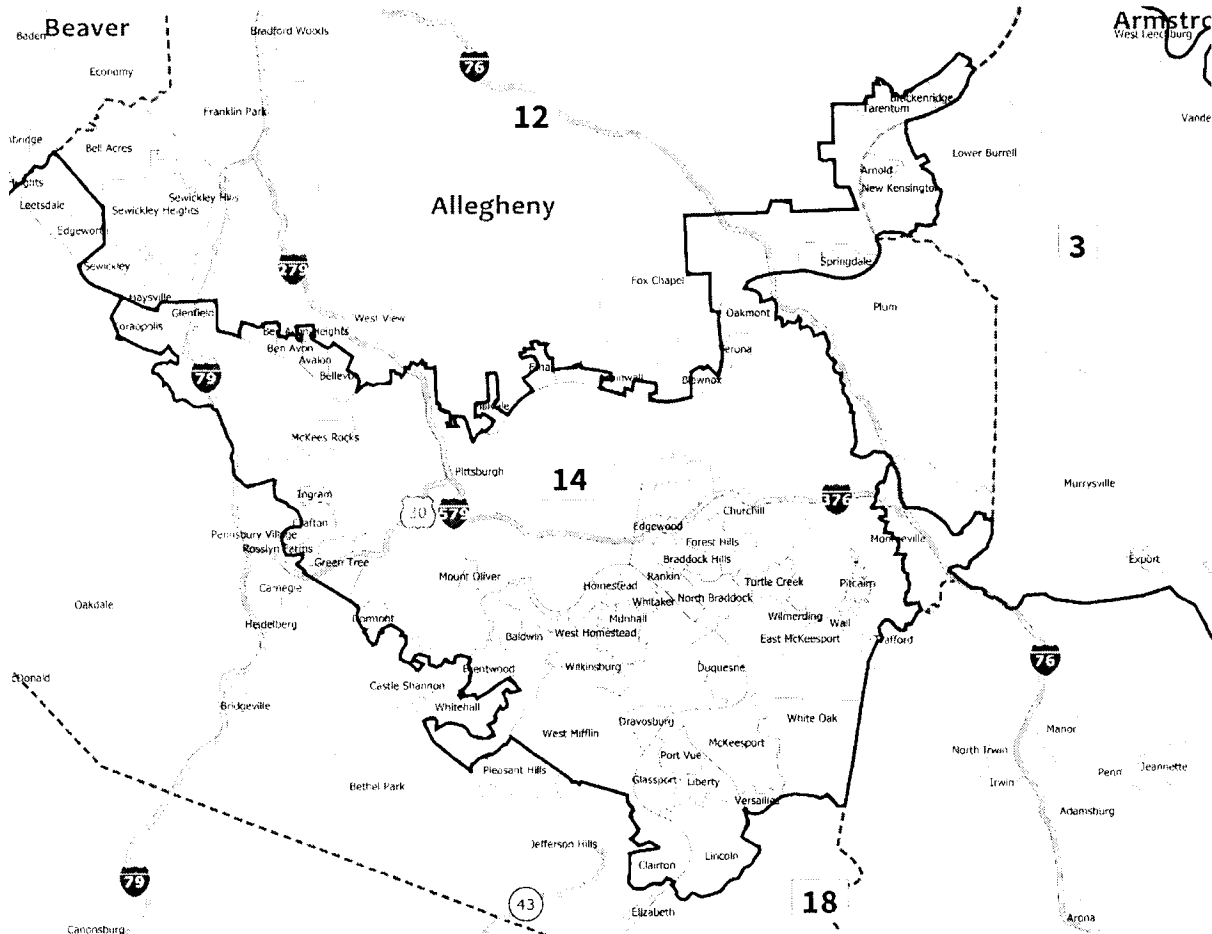 Beaver
Armstro
Baden
Bradford Woods
West Leechburg
76
Economy
Brackenridge
Tarentum
Franklin Park
12
Vande
nbridge
Bell Acres
Lower Burrell
Arnold
Heights
New Kensington
Sewickley Hills
Leetsdale
Sewickley Heights
Allegheny
Edgeworth
3
Springdale
Sewickley
279
Fox Chapel
Haysville
Glenfield
Plum
Oakmont
West View
Coraopolis
Ben Avon Heights
Ben Avon
Verona
Avalon
Bellevue
79
Blawnox
McKees Rocks
Pittsburgh
14
Murrysville
Ingram
376
30
579
Churchill
Crafton
Edgewood
Pennsbury Village
Monroeville
Rosslyn Farms
Forest Hills
Green Tree
Braddock Hills
Export
Mount Oliver
Rankin
Carnegie
Homestead
Turtle Creek
Pitcairn
Whitaker
North Braddock
Oakdale
Dormont
Munhall
Wilmerding
Wall
Heidelberg
Baldwin
West Homestead
East McKeesport
Trafford
76
Brentwood
Wilkinsburg
Duquesne
Castle Shannon
Bridgeville
Whitehall
Dravosburg
White Oak
West Mifflin
McKeesport
Manor
North Irwin
Port Vue
Pleasant Hills
Penn
Jeannette
Bethel Park
Glassport
Liberty
Irwin
Versailles
Adamsburg
Jefferson Hills
Lincoln
Clairton
79
43
18
Elizabeth
Arona
Canonsburg